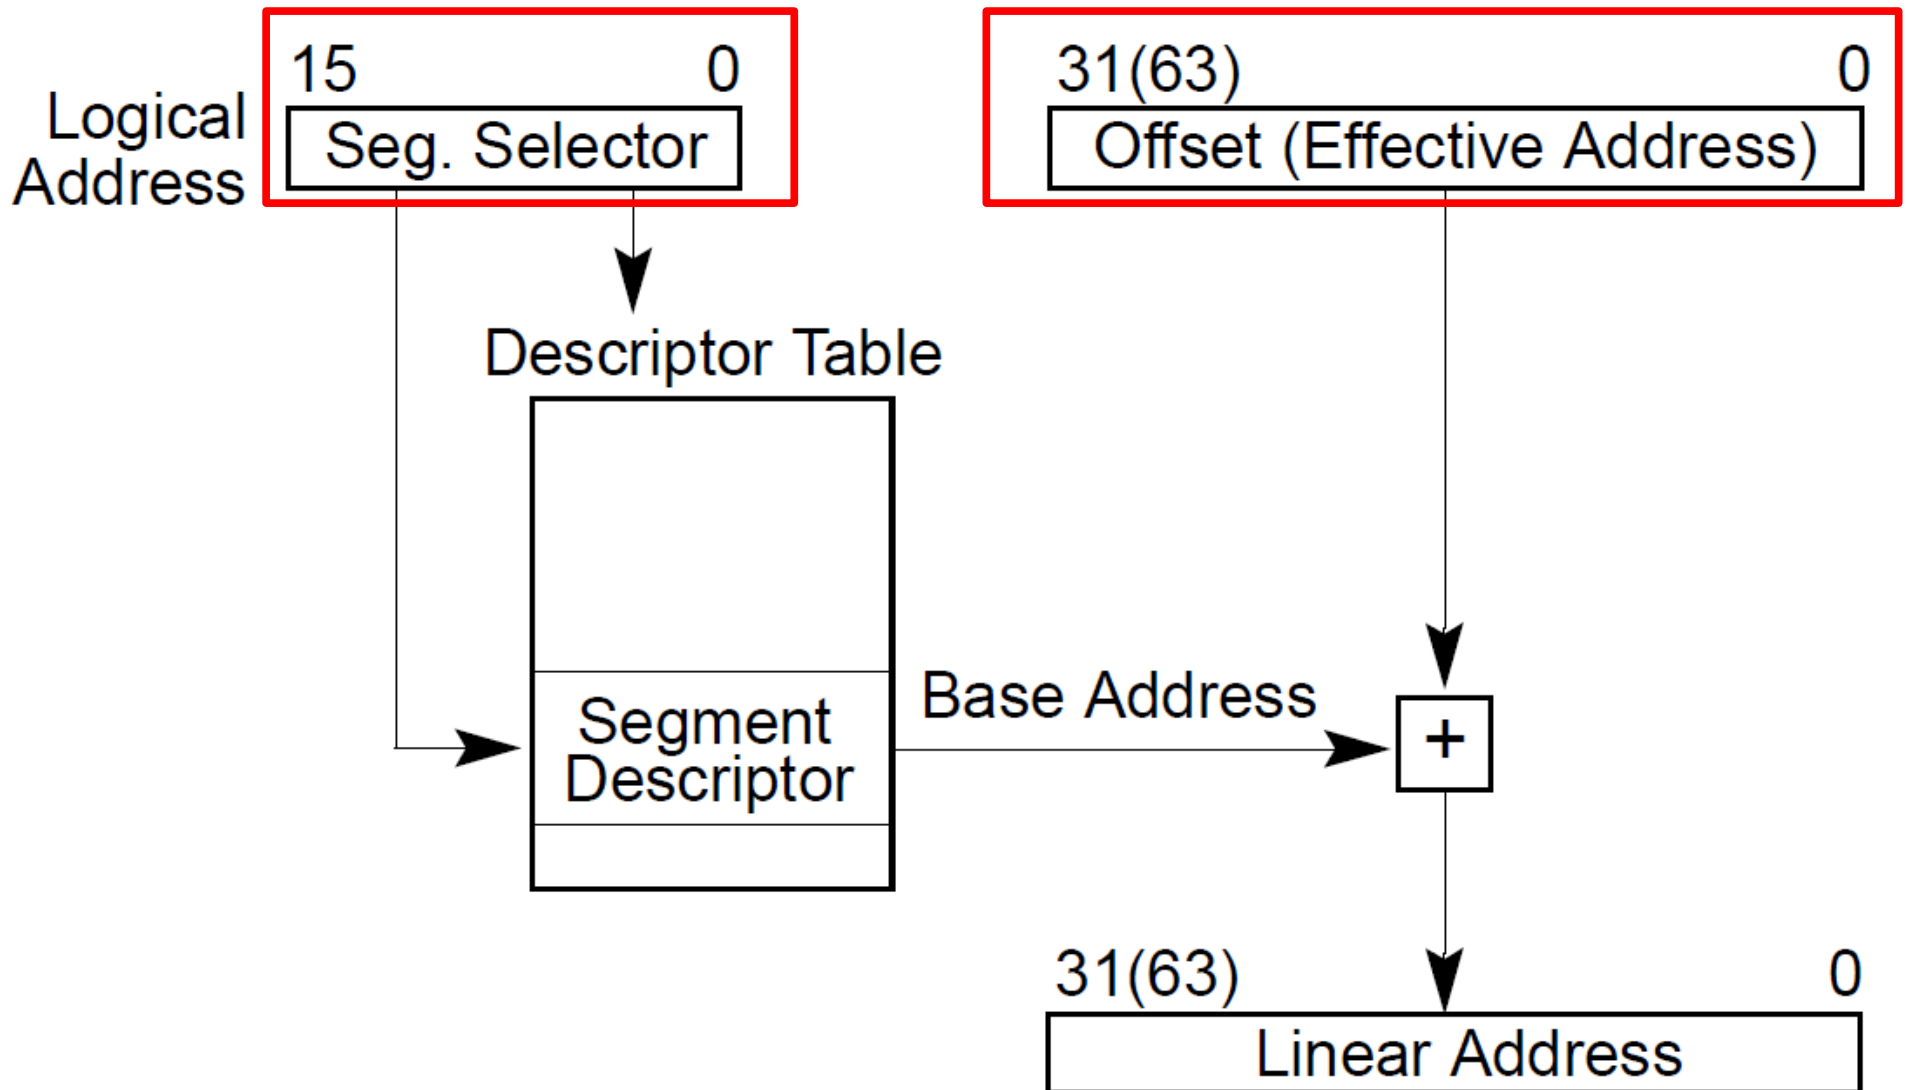 15 0
31(63) 0
Logical
Address
Seg. Selector
Offset (Effective Address)
Descriptor Table
Base Address
Segment
Descriptor
+
31(63) 0
Linear Address